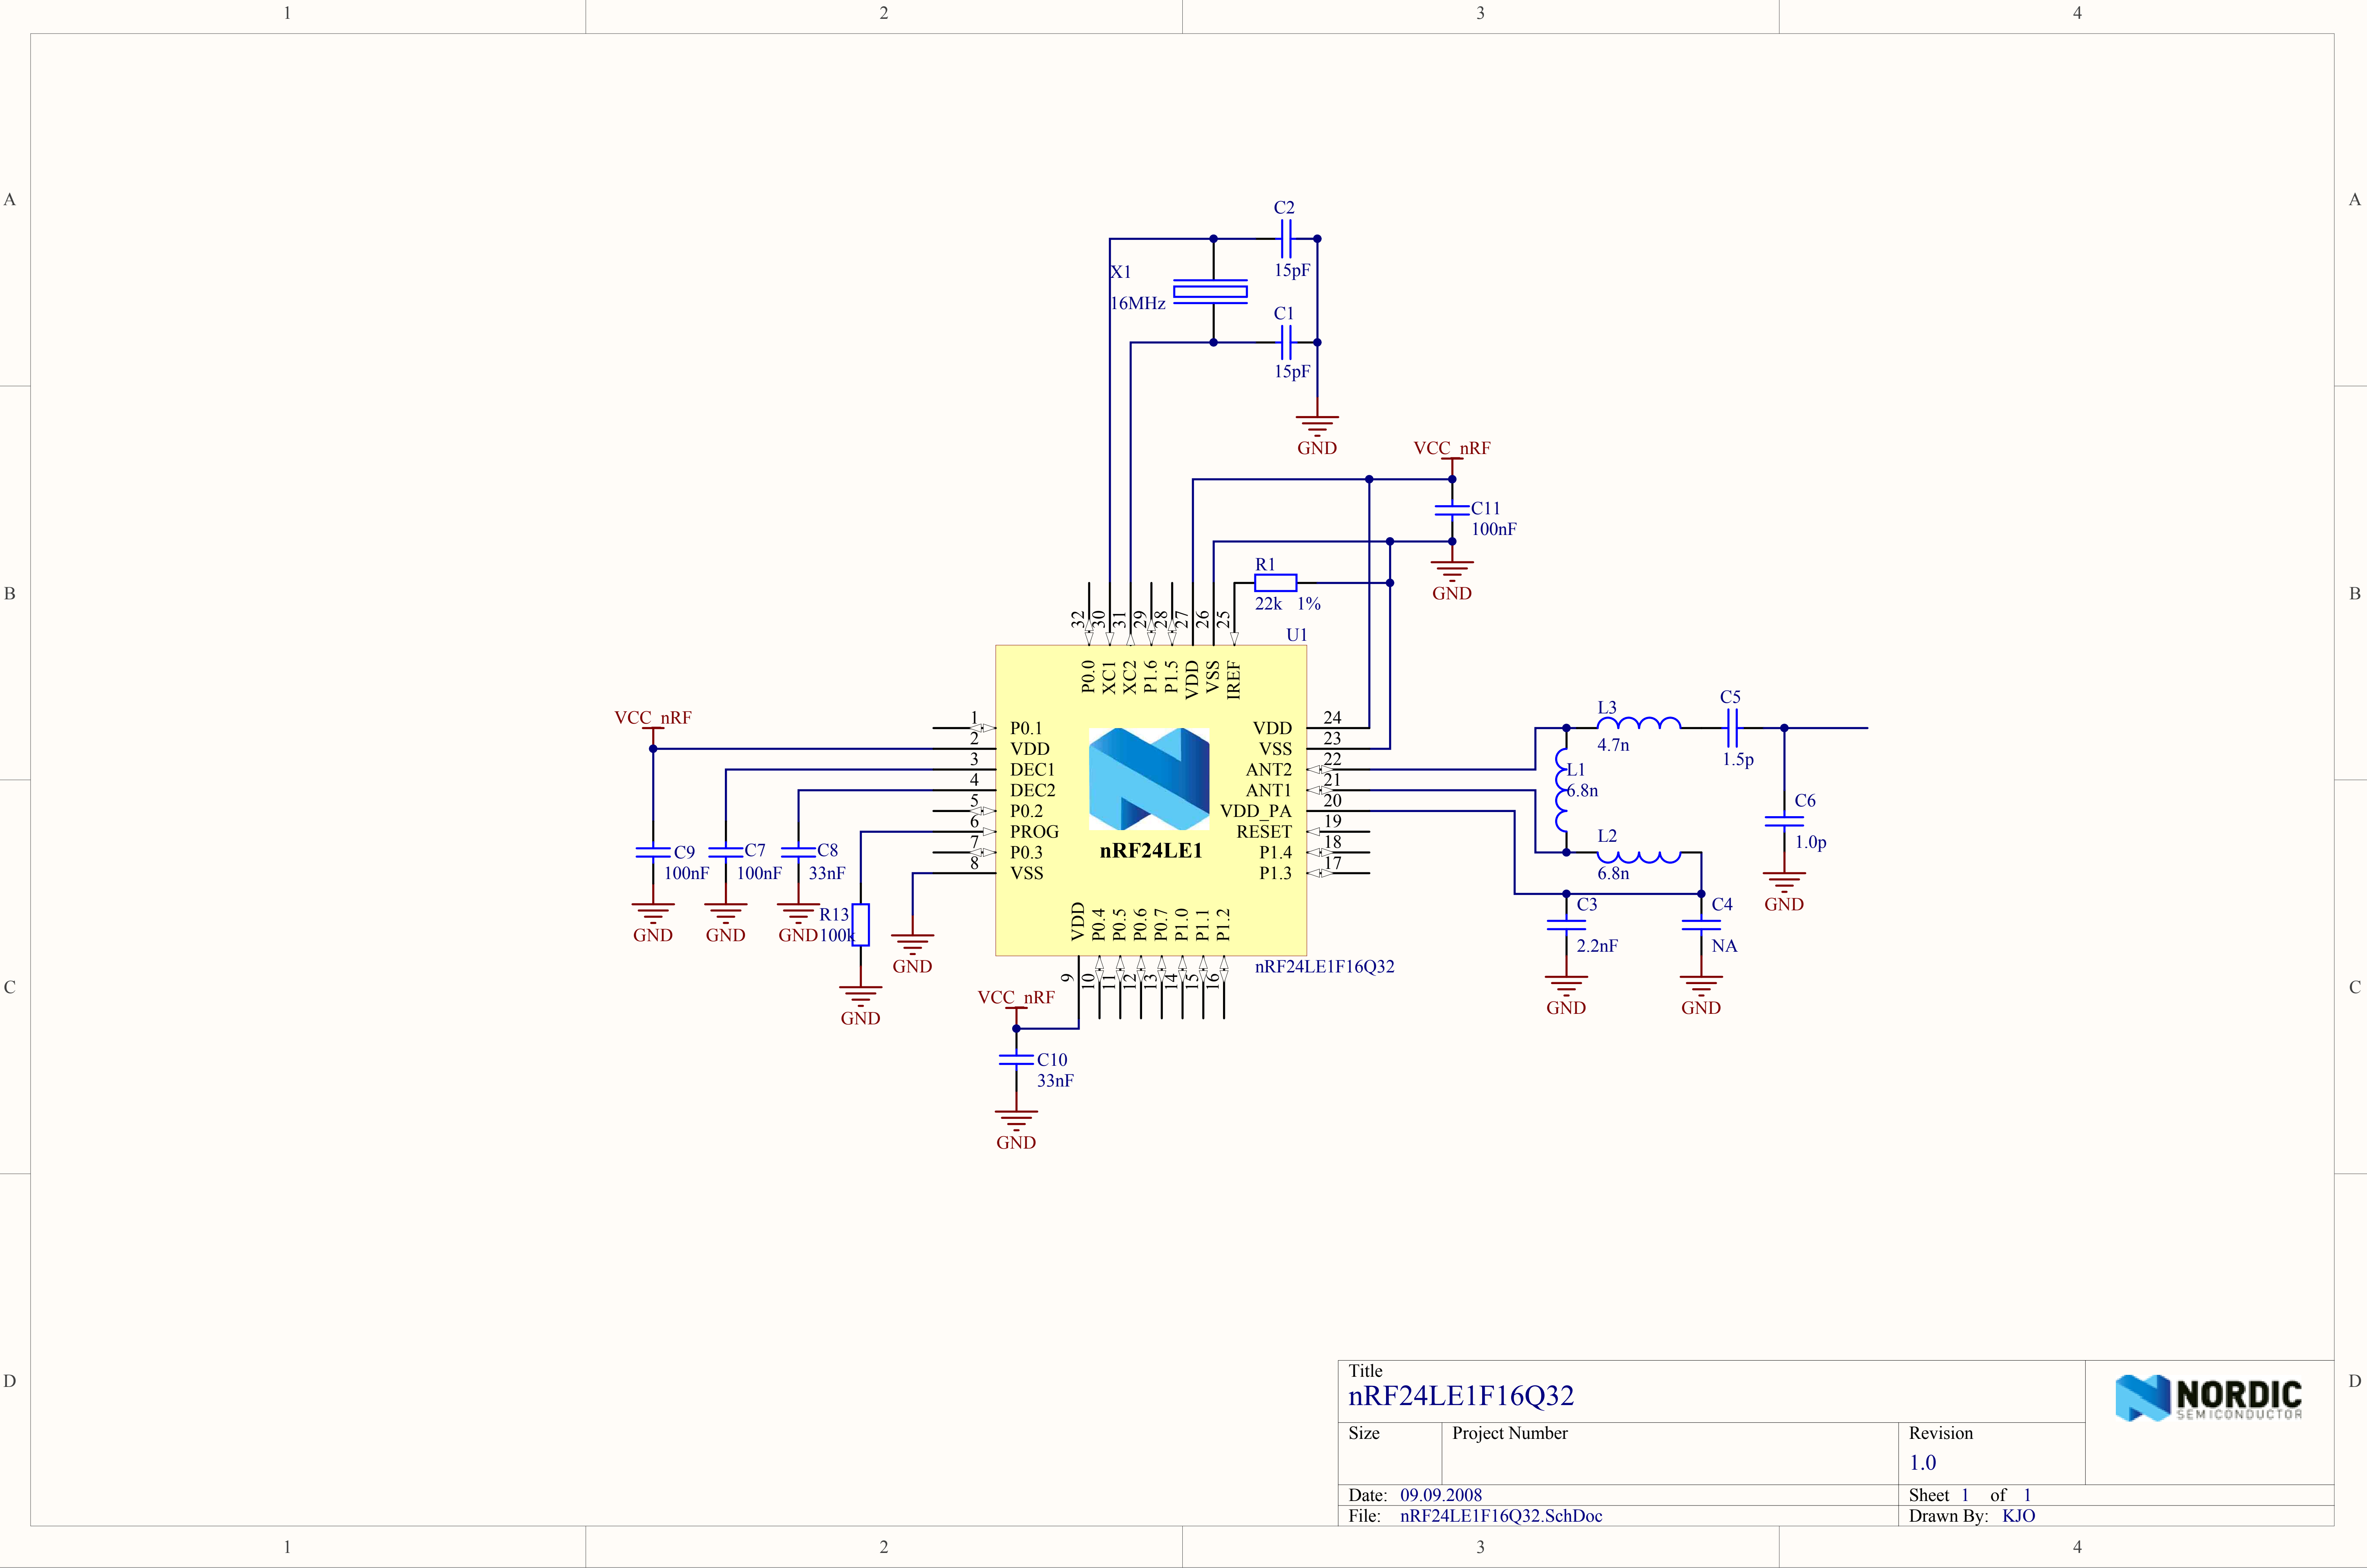 1 2 3 4
A A
C2
15pF
X1
16MHz
C1
15pF
GND
VCC_nRF
C11
100nF
GND
B B
R1
22k 1%
32 30 31 29 28 27 26 25
U1
P0.0 XC1 XC2 P1.6 P1.5 VDD VSS IREF
VCC_nRF
1 P0.1
2 VDD
3 DEC1
4 DEC2
5 P0.2
6 PROG
7 P0.3
8 VSS
nRF24LE1
VDD 24
VSS 23
ANT2 22
ANT1 21
VDD_PA 20
RESET 19
P1.4 18
P1.3 17
L3
4.7n
C5
1.5p
L1
6.8n
C6
1.0p
GND
L2
6.8n
C9
100nF
GND
C7
100nF
GND
C8
33nF
GND
R13
100k
GND
GND
C3
2.2nF
GND
C4
NA
GND
VDD P0.4 P0.5 P0.6 P0.7 P1.0 P1.1 P1.2
9 10 11 12 13 14 15 16
nRF24LE1F16Q32
C C
VCC_nRF
C10
33nF
GND
D D
Title
nRF24LE1F16Q32
NORDIC
SEMICONDUCTOR
Size Project Number Revision
1.0
Date: 09.09.2008 Sheet 1 of 1
File: nRF24LE1F16Q32.SchDoc Drawn By: KJO
1 2 3 4